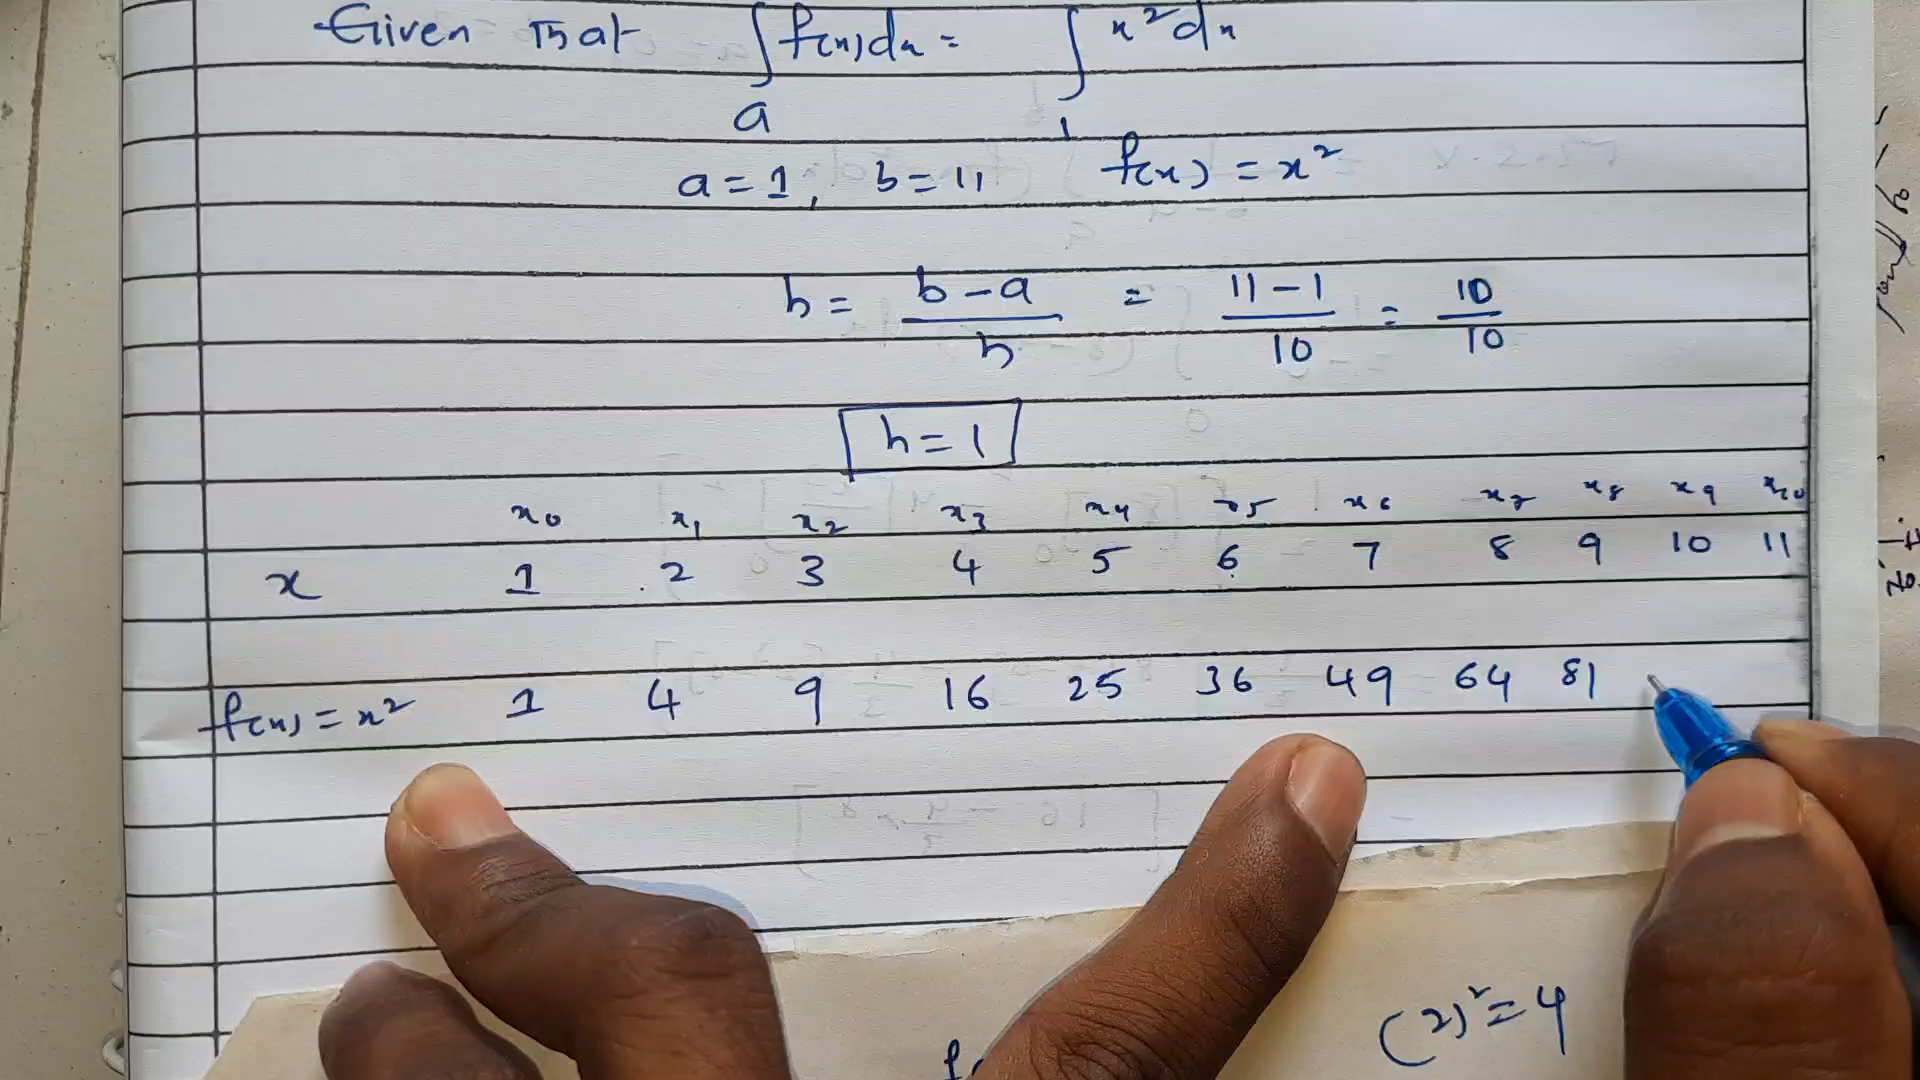 Given That ∫ f(x)dx = ∫ x²dx
a 1
a = 1, b = 11 f(x) = x²
h = b - a / n = 11 - 1 / 10 = 10 / 10
h = 1
x0 x1 x2 x3 x4 x5 x6 x7 x8 x9 x10
x 1 2 3 4 5 6 7 8 9 10 11
f(x) = x² 1 4 9 16 25 36 49 64 81
(2)² = 4